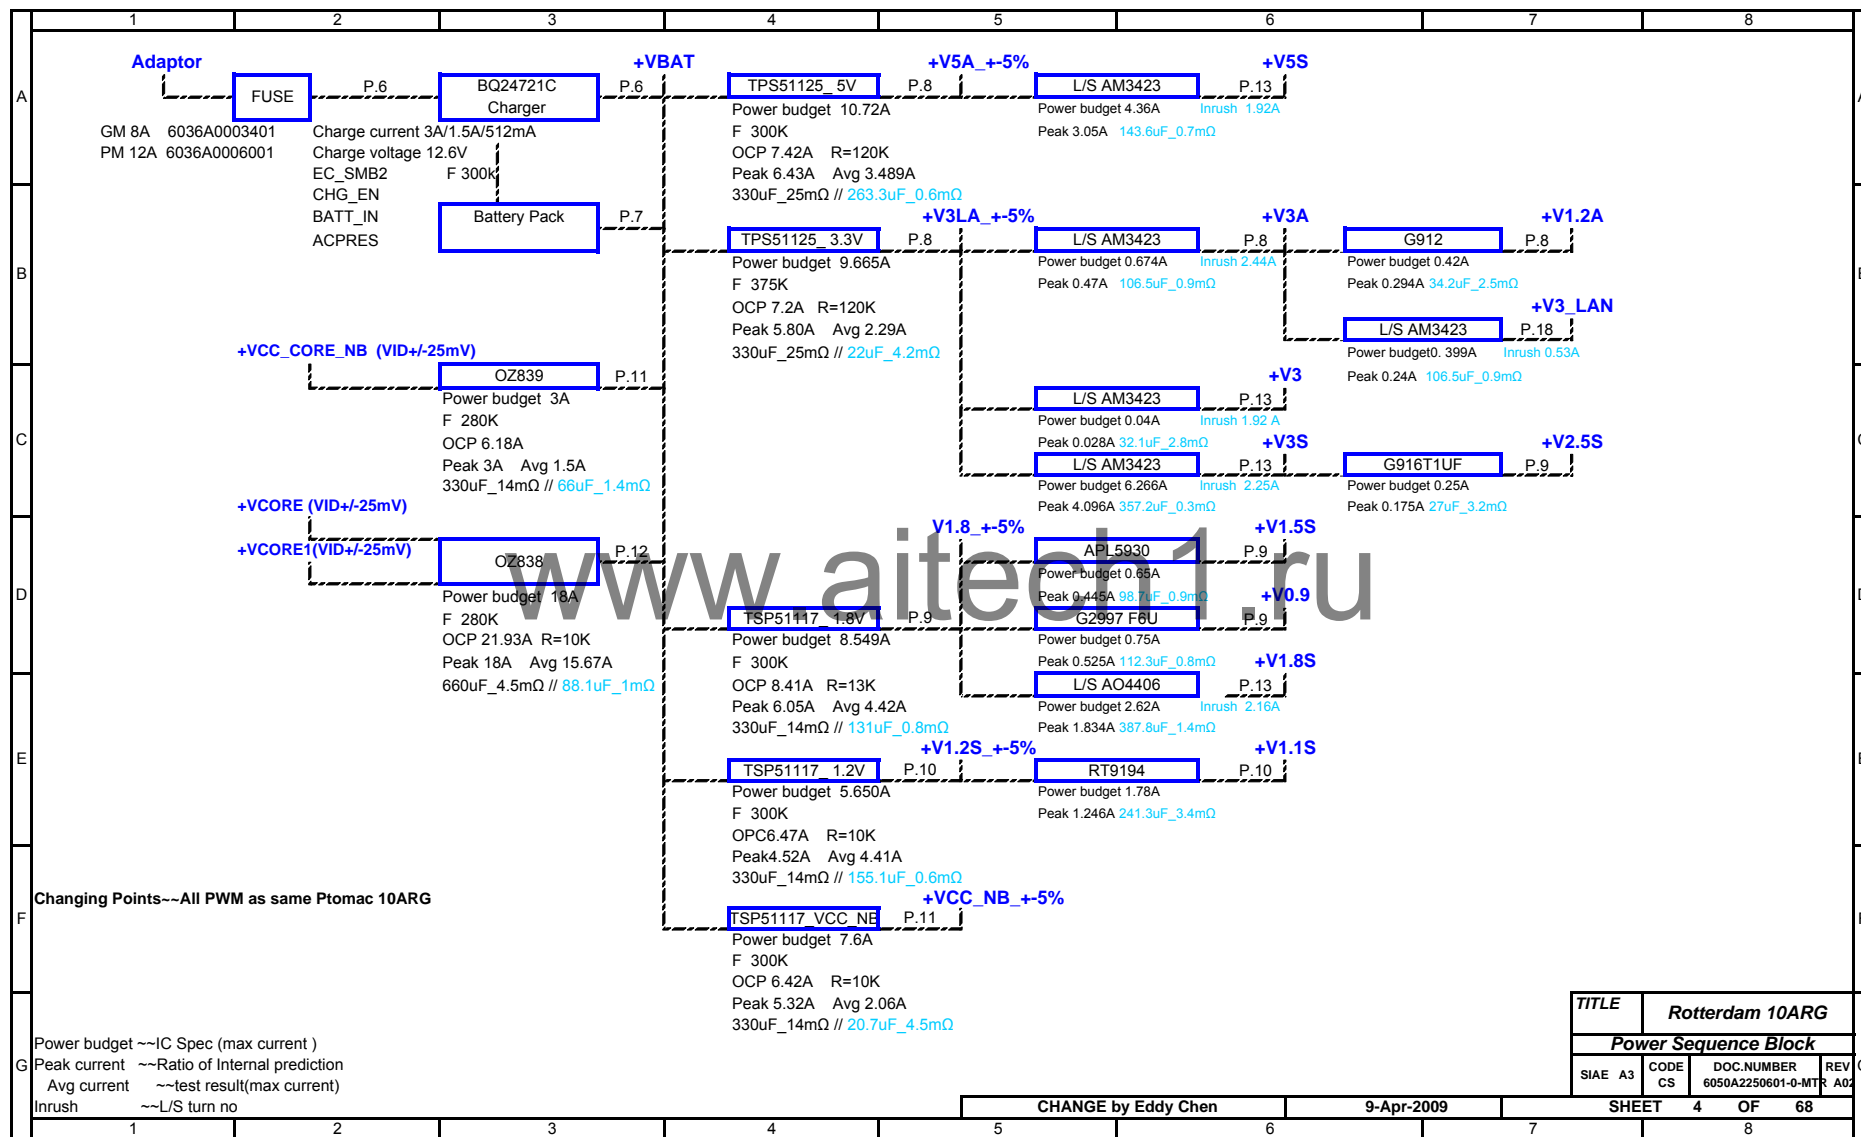 1 2 3 4 5 6 7 8
A
Adaptor
FUSE
P.6
BQ24721C
Charger
P.6
+VBAT
GM 8A 6036A0003401
PM 12A 6036A0006001
Charge current 3A/1.5A/512mA
Charge voltage 12.6V
EC_SMB2 F 300k
CHG_EN
BATT_IN
ACPRES
Battery Pack
P.7
TPS51125_ 5V
P.8
+V5A_+-5%
Power budget 10.72A
F 300K
OCP 7.42A R=120K
Peak 6.43A Avg 3.489A
330uF_25mΩ // 263.3uF_0.6mΩ
L/S AM3423
P.13
+V5S
Power budget 4.36A Inrush 1.92A
Peak 3.05A 143.6uF_0.7mΩ
B
TPS51125_ 3.3V
P.8
+V3LA_+-5%
Power budget 9.665A
F 375K
OCP 7.2A R=120K
Peak 5.80A Avg 2.29A
330uF_25mΩ // 22uF_4.2mΩ
L/S AM3423
P.8
+V3A
Power budget 0.674A Inrush 2.44A
Peak 0.47A 106.5uF_0.9mΩ
G912
P.8
+V1.2A
Power budget 0.42A
Peak 0.294A 34.2uF_2.5mΩ
+V3_LAN
L/S AM3423
P.18
Power budget0. 399A Inrush 0.53A
Peak 0.24A 106.5uF_0.9mΩ
C
+VCC_CORE_NB (VID+/-25mV)
OZ839
P.11
Power budget 3A
F 280K
OCP 6.18A
Peak 3A Avg 1.5A
330uF_14mΩ // 66uF_1.4mΩ
+V3
L/S AM3423
P.13
Power budget 0.04A Inrush 1.92 A
Peak 0.028A 32.1uF_2.8mΩ
+V3S
L/S AM3423
P.13
Power budget 6.266A Inrush 2.25A
Peak 4.096A 357.2uF_0.3mΩ
+V2.5S
G916T1UF
P.9
Power budget 0.25A
Peak 0.175A 27uF_3.2mΩ
D
+VCORE (VID+/-25mV)
+VCORE1(VID+/-25mV)
OZ838
P.12
Power budget 18A
F 280K
OCP 21.93A R=10K
Peak 18A Avg 15.67A
660uF_4.5mΩ // 88.1uF_1mΩ
www.aitech1.ru
V1.8_+-5%
TSP51117_ 1.8V
P.9
Power budget 8.549A
F 300K
OCP 8.41A R=13K
Peak 6.05A Avg 4.42A
330uF_14mΩ // 131uF_0.8mΩ
+V1.5S
APL5930
P.9
Power budget 0.65A
Peak 0.445A 98.7uF_0.9mΩ
+V0.9
G2997 F6U
P.9
Power budget 0.75A
Peak 0.525A 112.3uF_0.8mΩ
+V1.8S
L/S AO4406
P.13
Power budget 2.62A Inrush 2.16A
Peak 1.834A 387.8uF_1.4mΩ
E
+V1.2S_+-5%
TSP51117_ 1.2V
P.10
Power budget 5.650A
F 300K
OPC6.47A R=10K
Peak4.52A Avg 4.41A
330uF_14mΩ // 155.1uF_0.6mΩ
+V1.1S
RT9194
P.10
Power budget 1.78A
Peak 1.246A 241.3uF_3.4mΩ
F
Changing Points~~All PWM as same Ptomac 10ARG
+VCC_NB_+-5%
TSP51117_VCC_NB
P.11
Power budget 7.6A
F 300K
OCP 6.42A R=10K
Peak 5.32A Avg 2.06A
330uF_14mΩ // 20.7uF_4.5mΩ
G
Power budget ~~IC Spec (max current )
Peak current ~~Ratio of Internal prediction
Avg current ~~test result(max current)
Inrush ~~L/S turn no
TITLE
Rotterdam 10ARG
Power Sequence Block
SIAE A3
CODE
CS
DOC.NUMBER
6050A2250601-0-MTR
REV
A02
CHANGE by Eddy Chen
9-Apr-2009
SHEET 4 OF 68
1 2 3 4 5 6 7 8